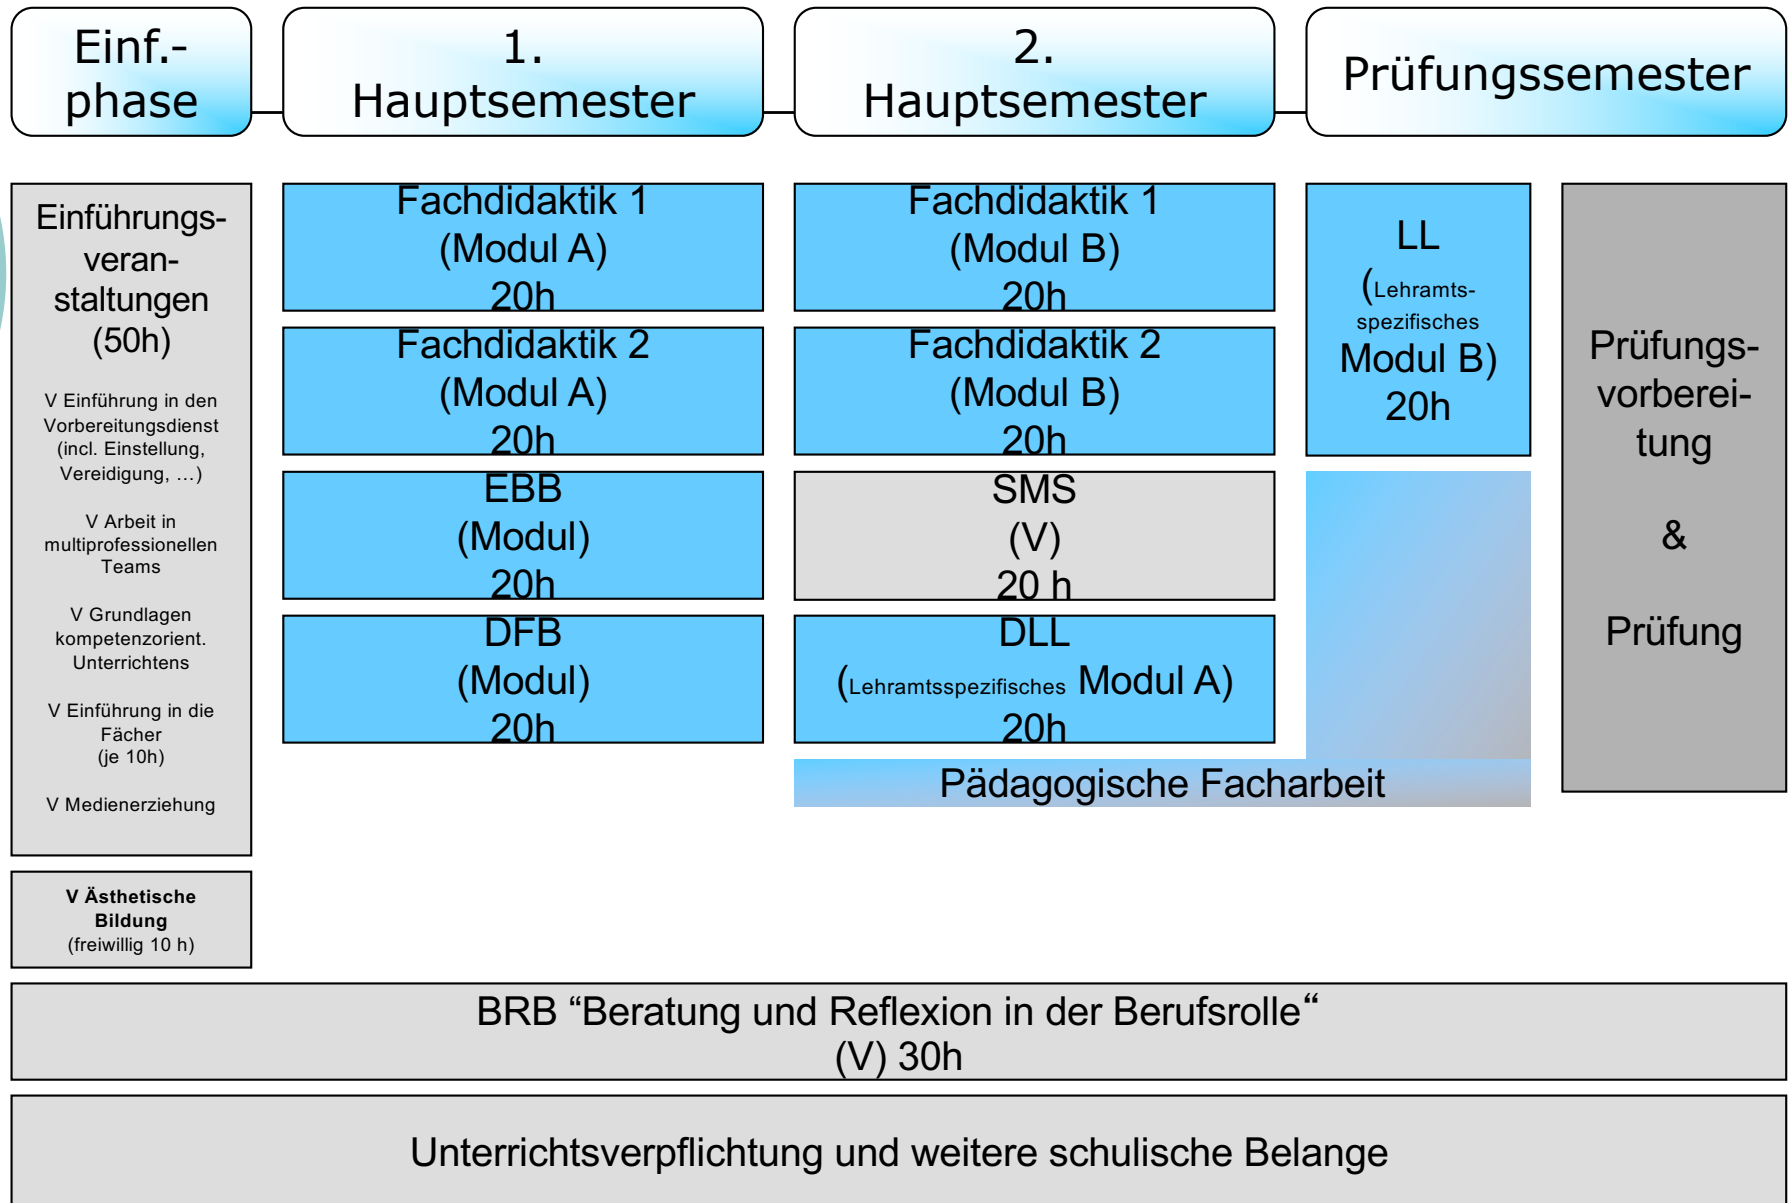 Einf.-
phase
1.
Hauptsemester
2.
Hauptsemester
Prüfungssemester
Einführungs-
veran-
staltungen
(50h)
V Einführung in den
Vorbereitungsdienst
(incl. Einstellung,
Vereidigung, …)
V Arbeit in
multiprofessionellen
Teams
V Grundlagen
kompetenzorient.
Unterrichtens
V Einführung in die
Fächer
(je 10h)
V Medienerziehung
V Ästhetische
Bildung
(freiwillig 10 h)
Fachdidaktik 1
(Modul A)
20h
Fachdidaktik 2
(Modul A)
20h
EBB
(Modul)
20h
DFB
(Modul)
20h
Fachdidaktik 1
(Modul B)
20h
Fachdidaktik 2
(Modul B)
20h
SMS
(V)
20 h
DLL
(Lehramtsspezifisches Modul A)
20h
LL
(Lehramts-
spezifisches
Modul B)
20h
Pädagogische Facharbeit
Prüfungs-
vorberei-
tung
&
Prüfung
BRB “Beratung und Reflexion in der Berufsrolle“
(V) 30h
Unterrichtsverpflichtung und weitere schulische Belange